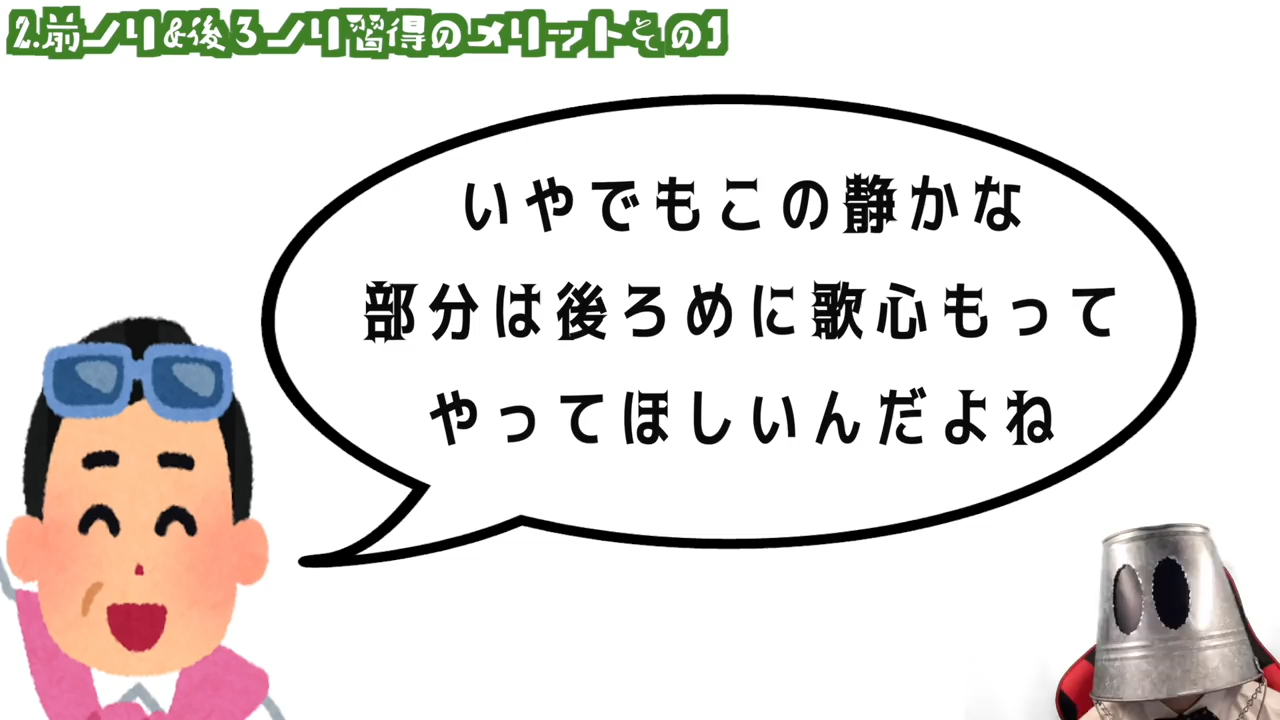 2.前ノリ&後ろノリ習得のメリットその1
いやでもこの静かな
部分は後ろめに歌心もって
やってほしいんだよね